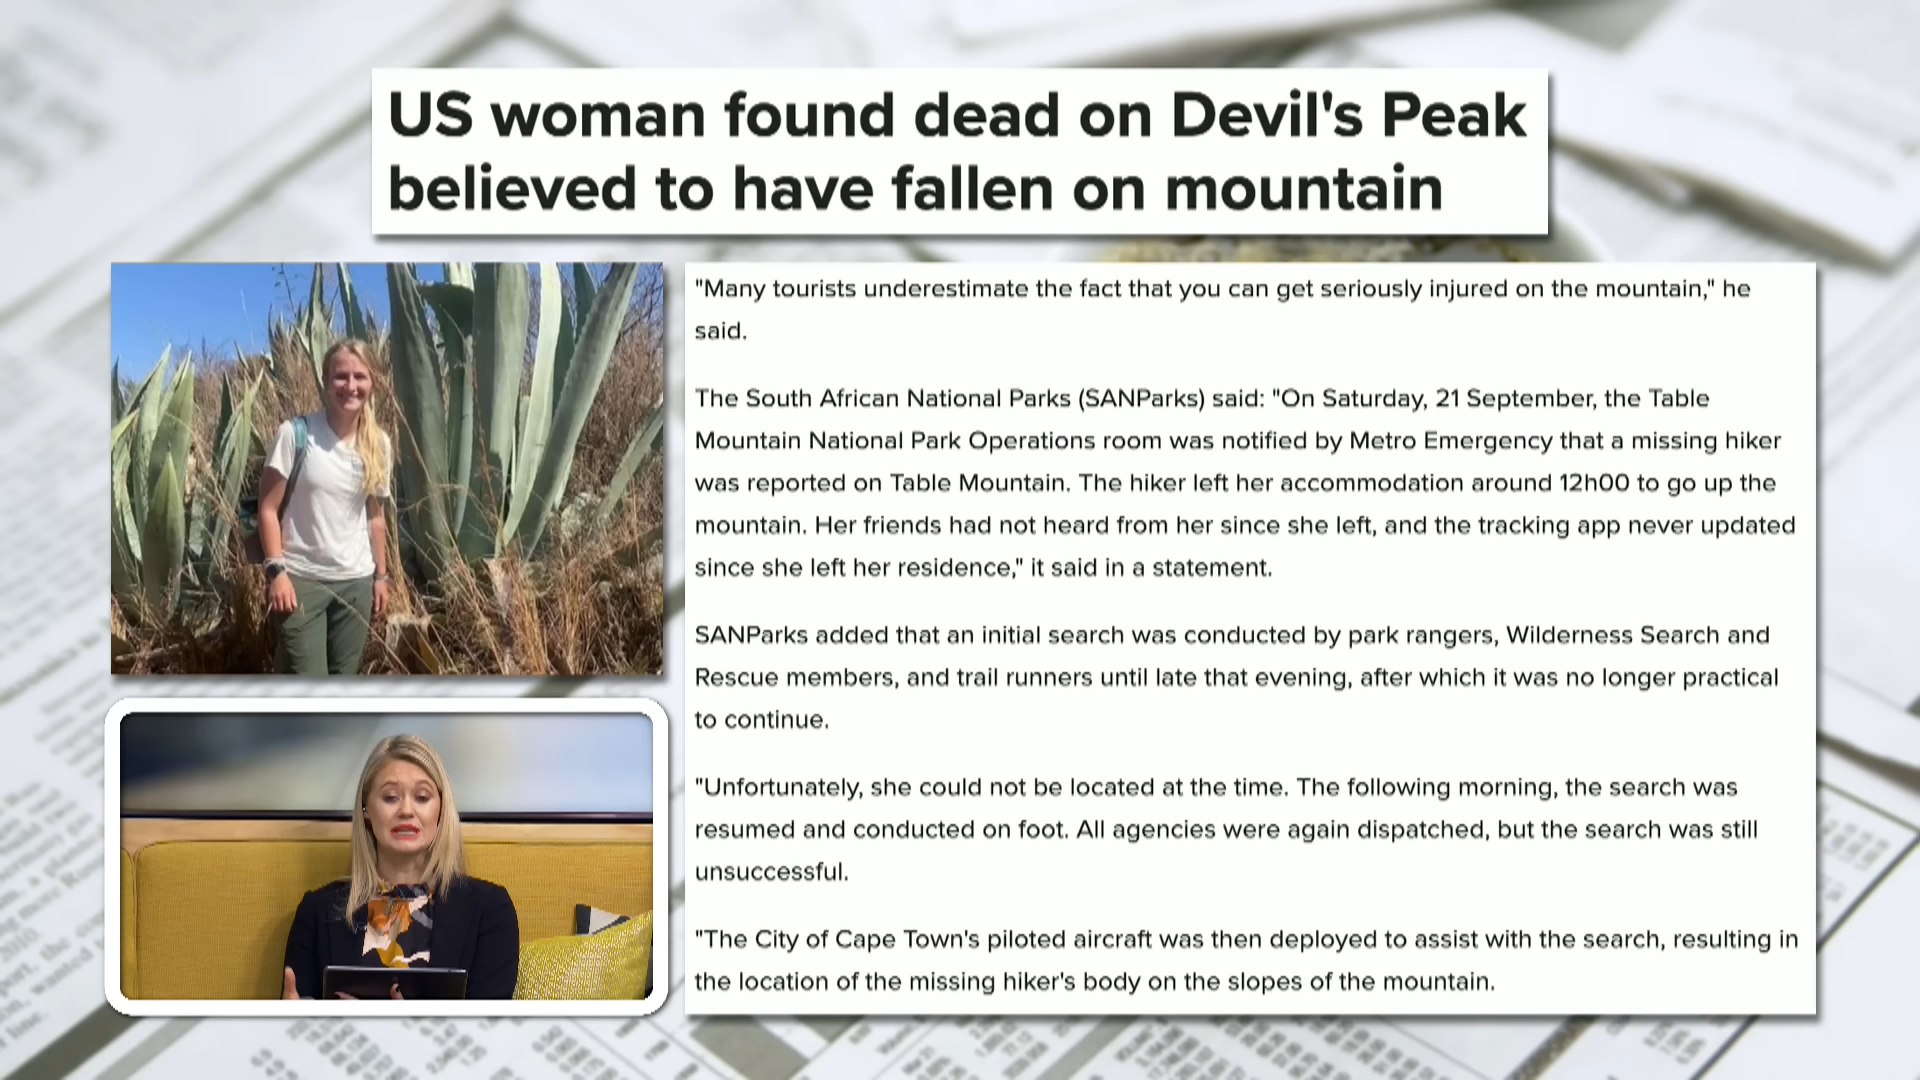 US woman found dead on Devil's Peak
believed to have fallen on mountain
"Many tourists underestimate the fact that you can get seriously injured on the mountain," he
said.
The South African National Parks (SANParks) said: "On Saturday, 21 September, the Table
Mountain National Park Operations room was notified by Metro Emergency that a missing hiker
was reported on Table Mountain. The hiker left her accommodation around 12h00 to go up the
mountain. Her friends had not heard from her since she left, and the tracking app never updated
since she left her residence," it said in a statement.
SANParks added that an initial search was conducted by park rangers, Wilderness Search and
Rescue members, and trail runners until late that evening, after which it was no longer practical
to continue.
"Unfortunately, she could not be located at the time. The following morning, the search was
resumed and conducted on foot. All agencies were again dispatched, but the search was still
unsuccessful.
"The City of Cape Town's piloted aircraft was then deployed to assist with the search, resulting in
the location of the missing hiker's body on the slopes of the mountain.